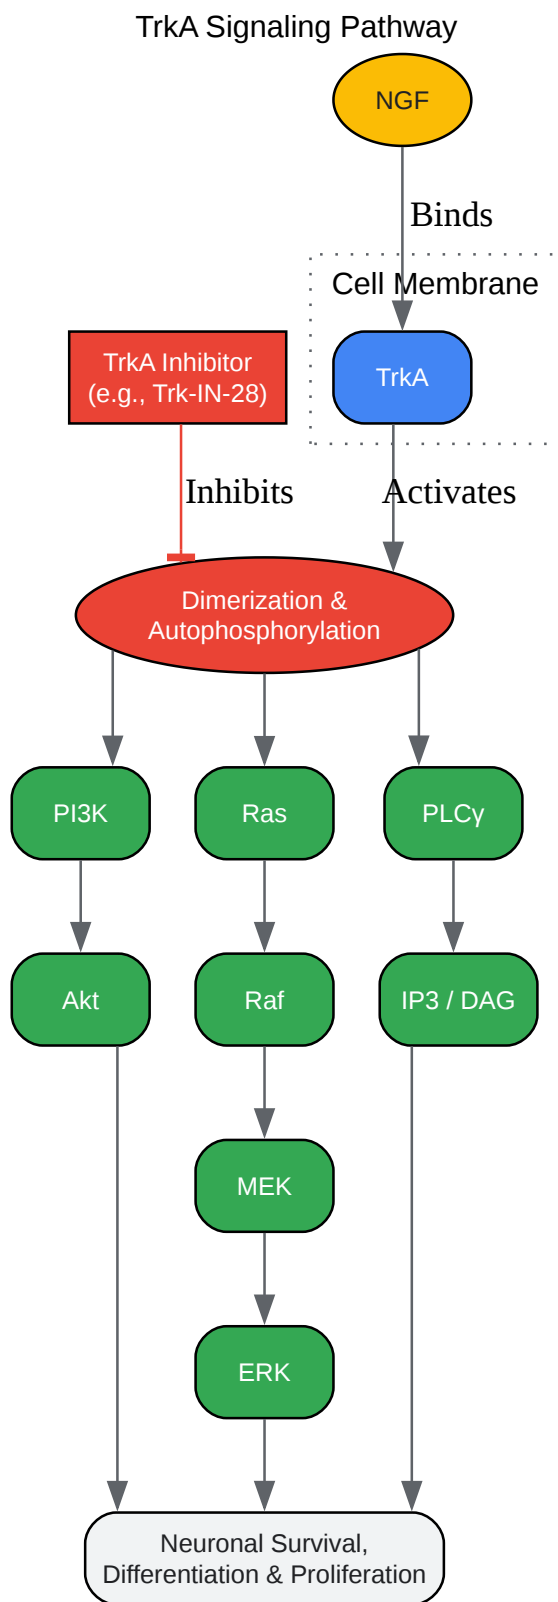 TrkA Signaling Pathway
NGF
Binds
Cell Membrane
TrkA Inhibitor
(e.g., Trk-IN-28)
TrkA
Inhibits
Activates
Dimerization &
Autophosphorylation
PI3K
Ras
PLCγ
Akt
Raf
IP3 / DAG
MEK
ERK
Neuronal Survival,
Differentiation & Proliferation